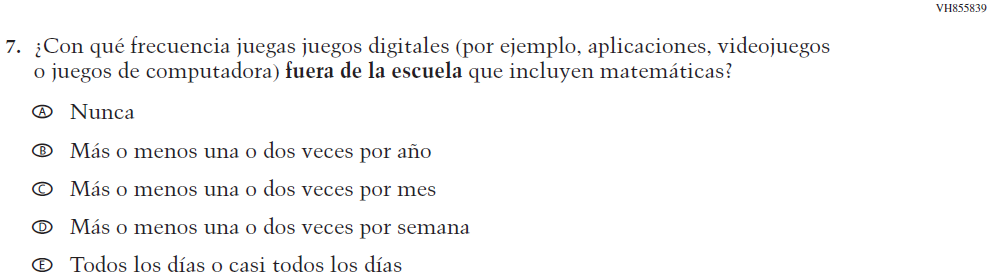 VH855839
7. ¿Con qué frecuencia juegas juegos digitales (por ejemplo, aplicaciones, videojuegos
o juegos de computadora) fuera de la escuela que incluyen matemáticas?
A Nunca
B Más o menos una o dos veces por año
C Más o menos una o dos veces por mes
D Más o menos una o dos veces por semana
E Todos los días o casi todos los días